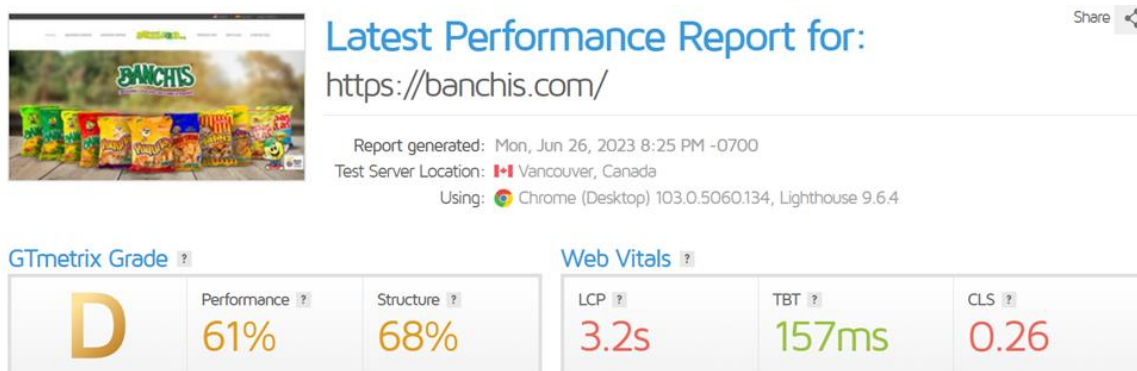 Share
Latest Performance Report for:
https://banchis.com/
BANCHIS
Report generated: Mon, Jun 26, 2023 8:25 PM -0700
Test Server Location: Vancouver, Canada
Using: Chrome (Desktop) 103.0.5060.134, Lighthouse 9.6.4
GTmetrix Grade ?
Web Vitals ?
D
Performance ?
Structure ?
LCP ?
TBT ?
CLS ?
61%
68%
3.2s
157ms
0.26